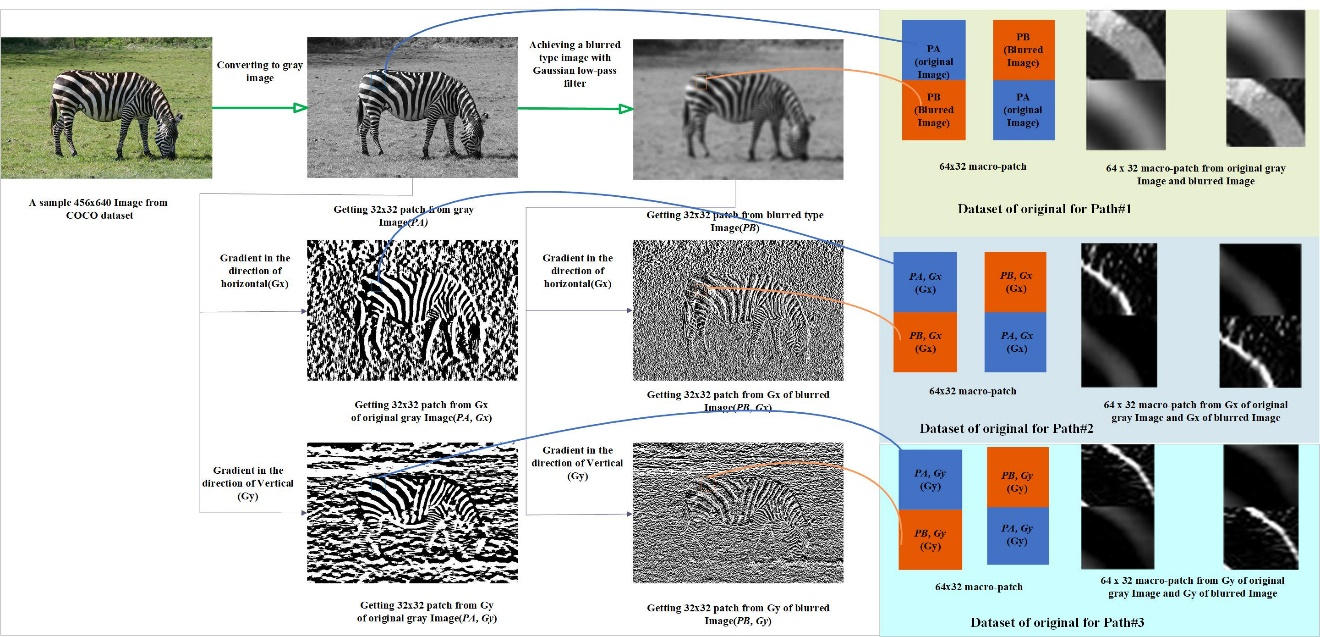 Converting to gray
image
Achieving a blurred
type image with
Gaussian low-pass
filter
A sample 456x640 Image from
COCO dataset
Getting 32x32 patch from gray
Image(PA)
Getting 32x32 patch from blurred type
Image(PB)
PA
(original
Image)
PB
(Blurred
Image)
PB
(Blurred
Image)
PA
(original
Image)
64x32 macro-patch
64 x 32 macro-patch from original gray
Image and blurred Image
Dataset of original for Path#1
Gradient in the
direction of
horizontal(Gx)
Gradient in the
direction of
horizontal(Gx)
Getting 32x32 patch from Gx
of original gray Image(PA, Gx)
Getting 32x32 patch from Gx of blurred
Image(PB, Gx)
PA, Gx
(Gx)
PB, Gx
(Gx)
PB, Gx
(Gx)
PA, Gx
(Gx)
64x32 macro-patch
64 x 32 macro-patch from Gx of original
gray Image and Gx of blurred Image
Dataset of original for Path#2
Gradient in the
direction of Vertical
(Gy)
Gradient in the
direction of Vertical
(Gy)
Getting 32x32 patch from Gy
of original gray Image(PA, Gy)
Getting 32x32 patch from Gy of blurred
Image(PB, Gy)
PA, Gy
(Gy)
PB, Gy
(Gy)
PB, Gy
(Gy)
PA, Gy
(Gy)
64x32 macro-patch
64 x 32 macro-patch from Gy of original
gray Image and Gy of blurred Image
Dataset of original for Path#3